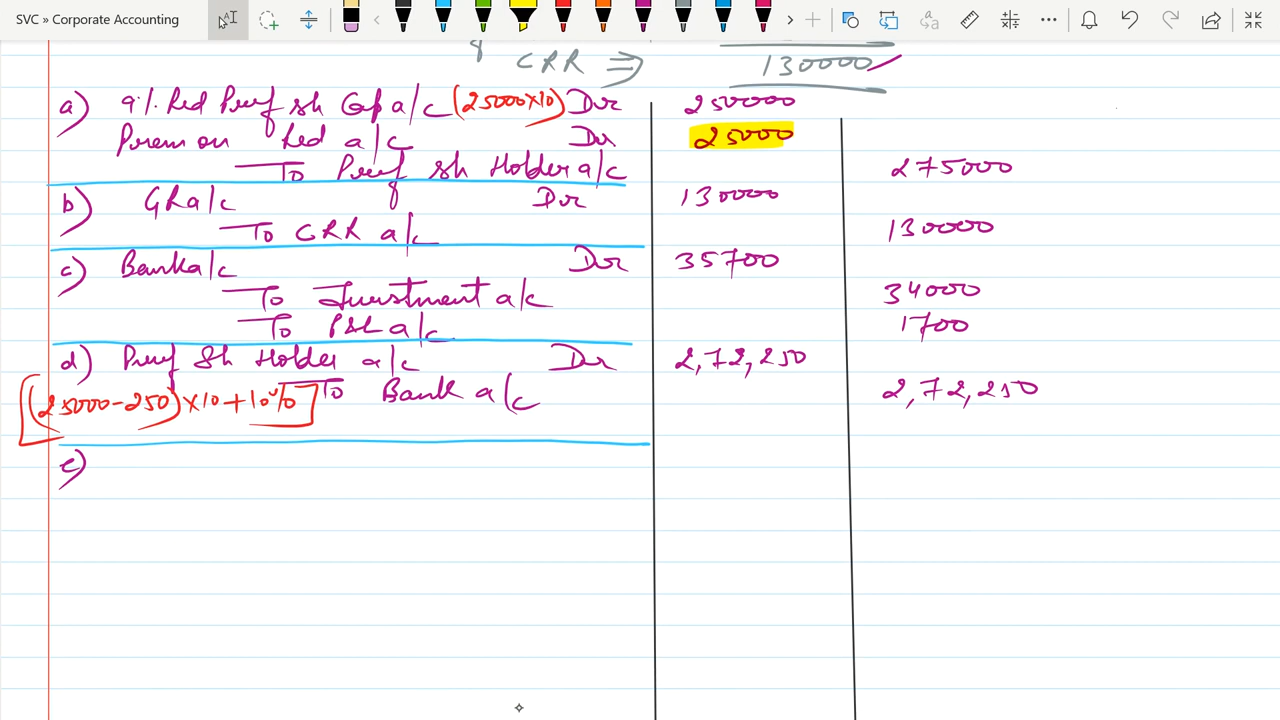 SVC » Corporate Accounting
CRR ⇒ 130000
a) 9% Red Pref sh Cap a/c (25000×10) Dr 250000
Prem on Red a/c Dr 25000
To Pref sh Holder a/c 275000
b) GR a/c Dr 130000
To CRR a/c 130000
c) Bank a/c Dr 35700
To Investment a/c 34000
To P&L a/c 1700
d) Pref Sh Holder a/c Dr 2,72,250
To Bank a/c 2,72,250
[(25000-250)×10+10%]
e)